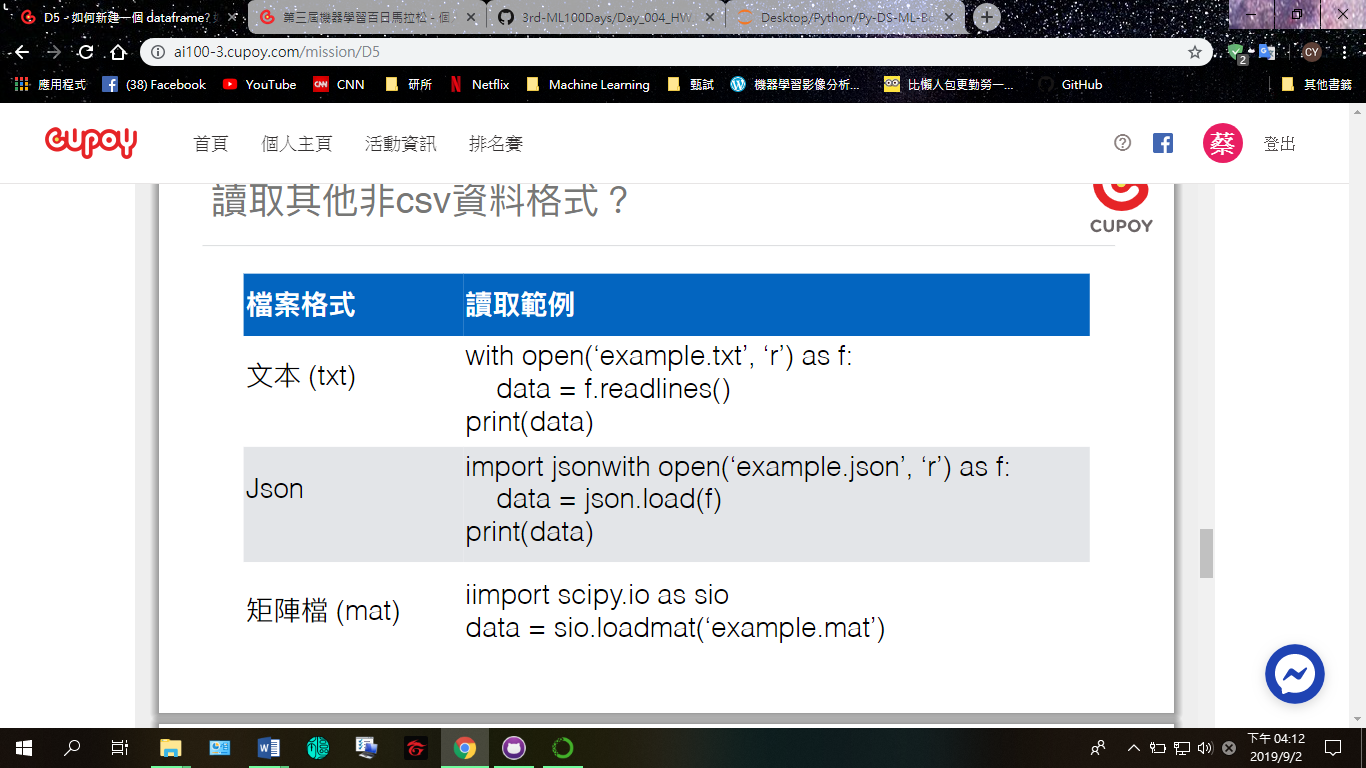 D5 - 如何新建一個 dataframe?
第三屆機器學習百日馬拉松 - 個
3rd-ML100Days/Day_004_HW
Desktop/Python/Py-DS-ML-B
ai100-3.cupoy.com/mission/D5
2
CY
應用程式
(38) Facebook
YouTube
CNN
研所
Netflix
Machine Learning
甄試
機器學習影像分析...
比懶人包更勤勞一...
GitHub
其他書籤
cupoy
首頁
個人主頁
活動資訊
排名賽
蔡
登出
讀取其他非csv資料格式？
CUPOY
檔案格式
讀取範例
文本 (txt)
with open(‘example.txt’, ‘r’) as f:
data = f.readlines()
print(data)
Json
import jsonwith open(‘example.json’, ‘r’) as f:
data = json.load(f)
print(data)
矩陣檔 (mat)
iimport scipy.io as sio
data = sio.loadmat(‘example.mat’)
下午 04:12
2019/9/2